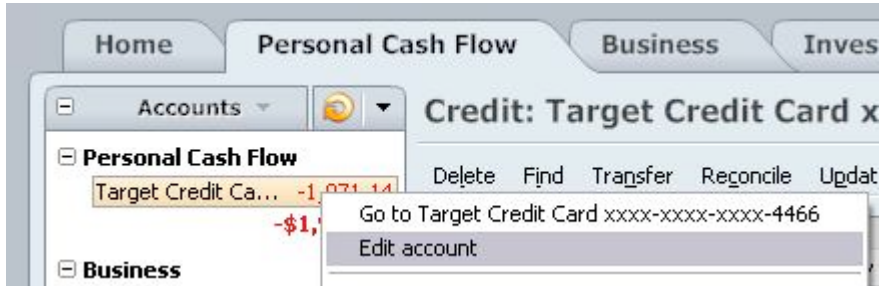 Home Personal Cash Flow Business Inves
Accounts
Credit: Target Credit Card x
Personal Cash Flow
Delete Find Transfer Reconcile Updat
Target Credit Ca... -1,071.14
-$1,
Go to Target Credit Card xxxx-xxxx-xxxx-4466
Edit account
Business